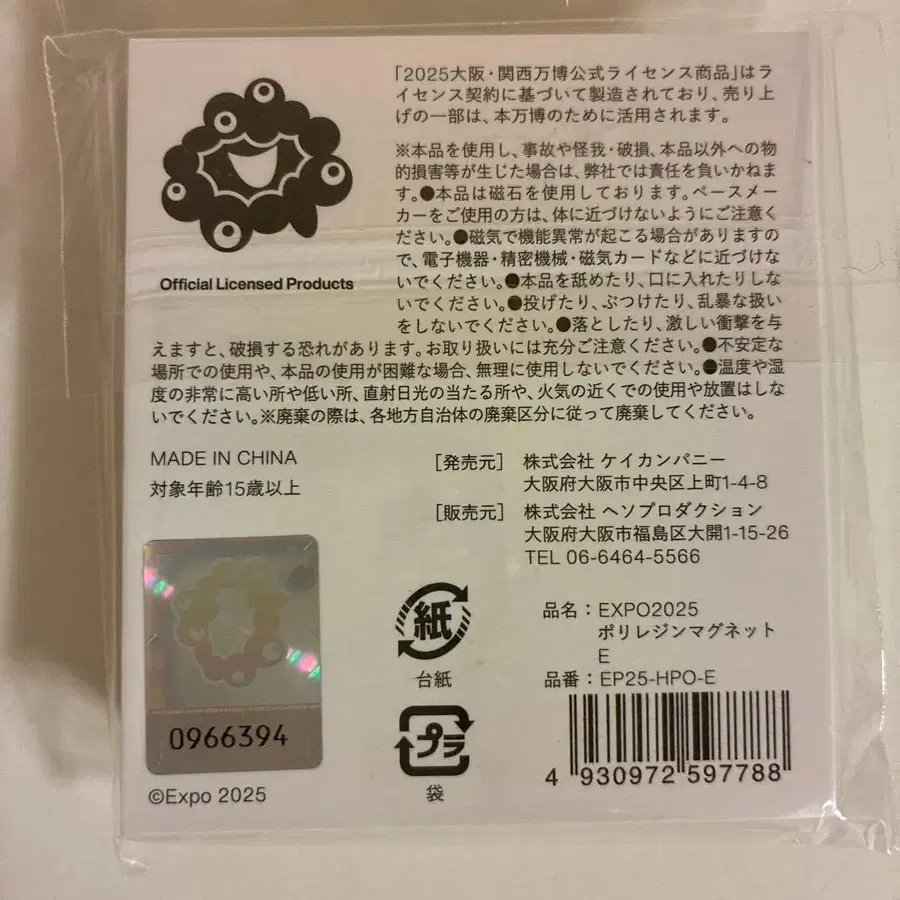 「2025大阪・関西万博公式ライセンス商品」はラ
イセンス契約に基づいて製造されており、売り上
げの一部は、本万博のために活用されます。
※本品を使用し、事故や怪我・破損、本品以外への物
的損害等が生じた場合は、弊社では責任を負いかねま
す。●本品は磁石を使用しております。ペースメー
カーをご使用の方は、体に近づけないようにご注意く
ださい。●磁気で機能異常が起こる場合がありますの
で、電子機器・精密機械・磁気カードなどに近づけな
いでください。●本品を舐めたり、口に入れたりしな
いでください。●投げたり、ぶつけたり、乱暴な扱い
をしないでください。●落としたり、激しい衝撃を与
えますと、破損する恐れがあります。お取り扱いには充分ご注意ください。●不安定な
場所での使用や、本品の使用が困難な場合、無理に使用しないでください。●温度や湿
度の非常に高い所や低い所、直射日光の当たる所や、火気の近くでの使用や放置はしな
いでください。※廃棄の際は、各地方自治体の廃棄区分に従って廃棄してください。
Official Licensed Products
MADE IN CHINA
対象年齢15歳以上
［発売元］ 株式会社 ケイカンパニー
大阪府大阪市中央区上町1-4-8
［販売元］ 株式会社 ヘソプロダクション
大阪府大阪市福島区大開1-15-26
TEL 06-6464-5566
紙
台紙
プラ
袋
品名：EXPO2025
ポリレジンマグネット
E
品番：EP25-HPO-E
4 930972 597788
0966394
©Expo 2025